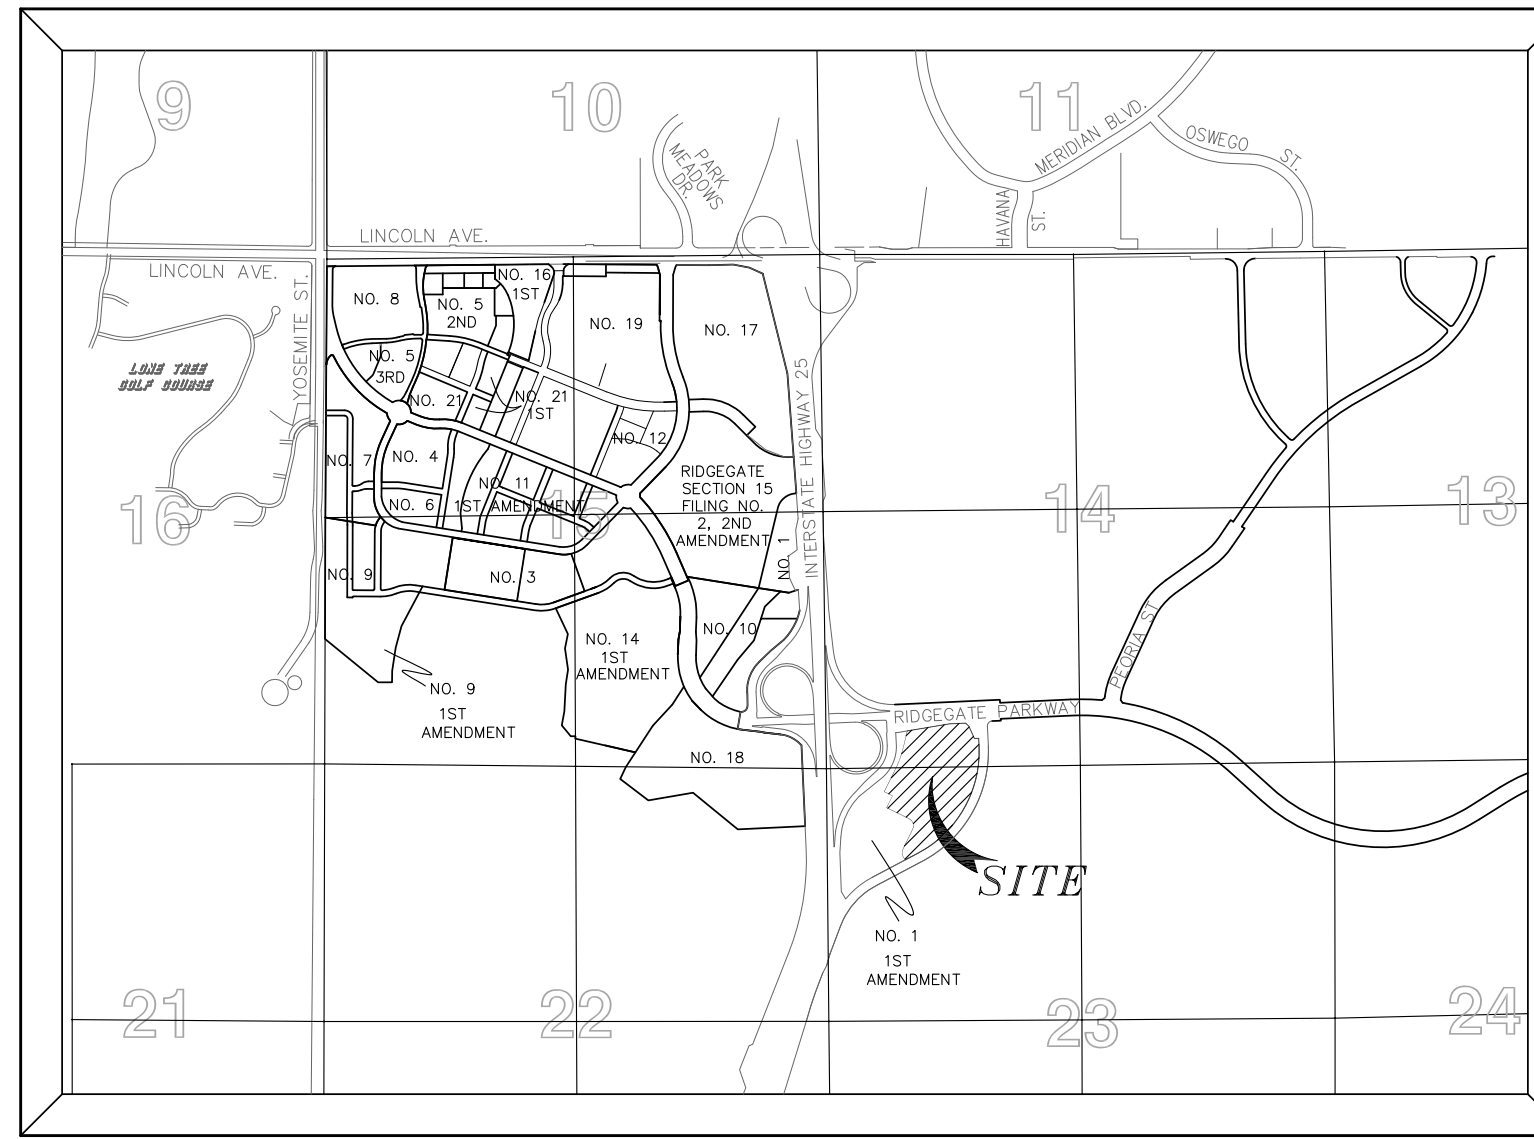 9
10
11
PARK
MEADOWS
DR.
MERIDIAN BLVD.
OSWEGO ST.
HAVANA
ST.
LINCOLN AVE.
LINCOLN AVE.
YOSEMITE ST.
LONE TREE
GOLF COURSE
NO. 8
NO. 5
2ND
NO. 16
1ST
NO. 19
NO. 17
NO. 5
3RD
NO. 21
NO. 21
1ST
NO. 12
INTERSTATE HIGHWAY 25
NO. 7
NO. 4
NO. 6
NO. 11
1ST AMENDMENT
RIDGEGATE
SECTION 15
FILING NO.
2, 2ND
AMENDMENT
NO. 1
16
15
14
13
NO. 9
NO. 3
NO. 14
1ST
AMENDMENT
NO. 10
NO. 9
1ST
AMENDMENT
PEORIA ST
RIDGEGATE PARKWAY
NO. 18
SITE
NO. 1
1ST
AMENDMENT
21
22
23
24